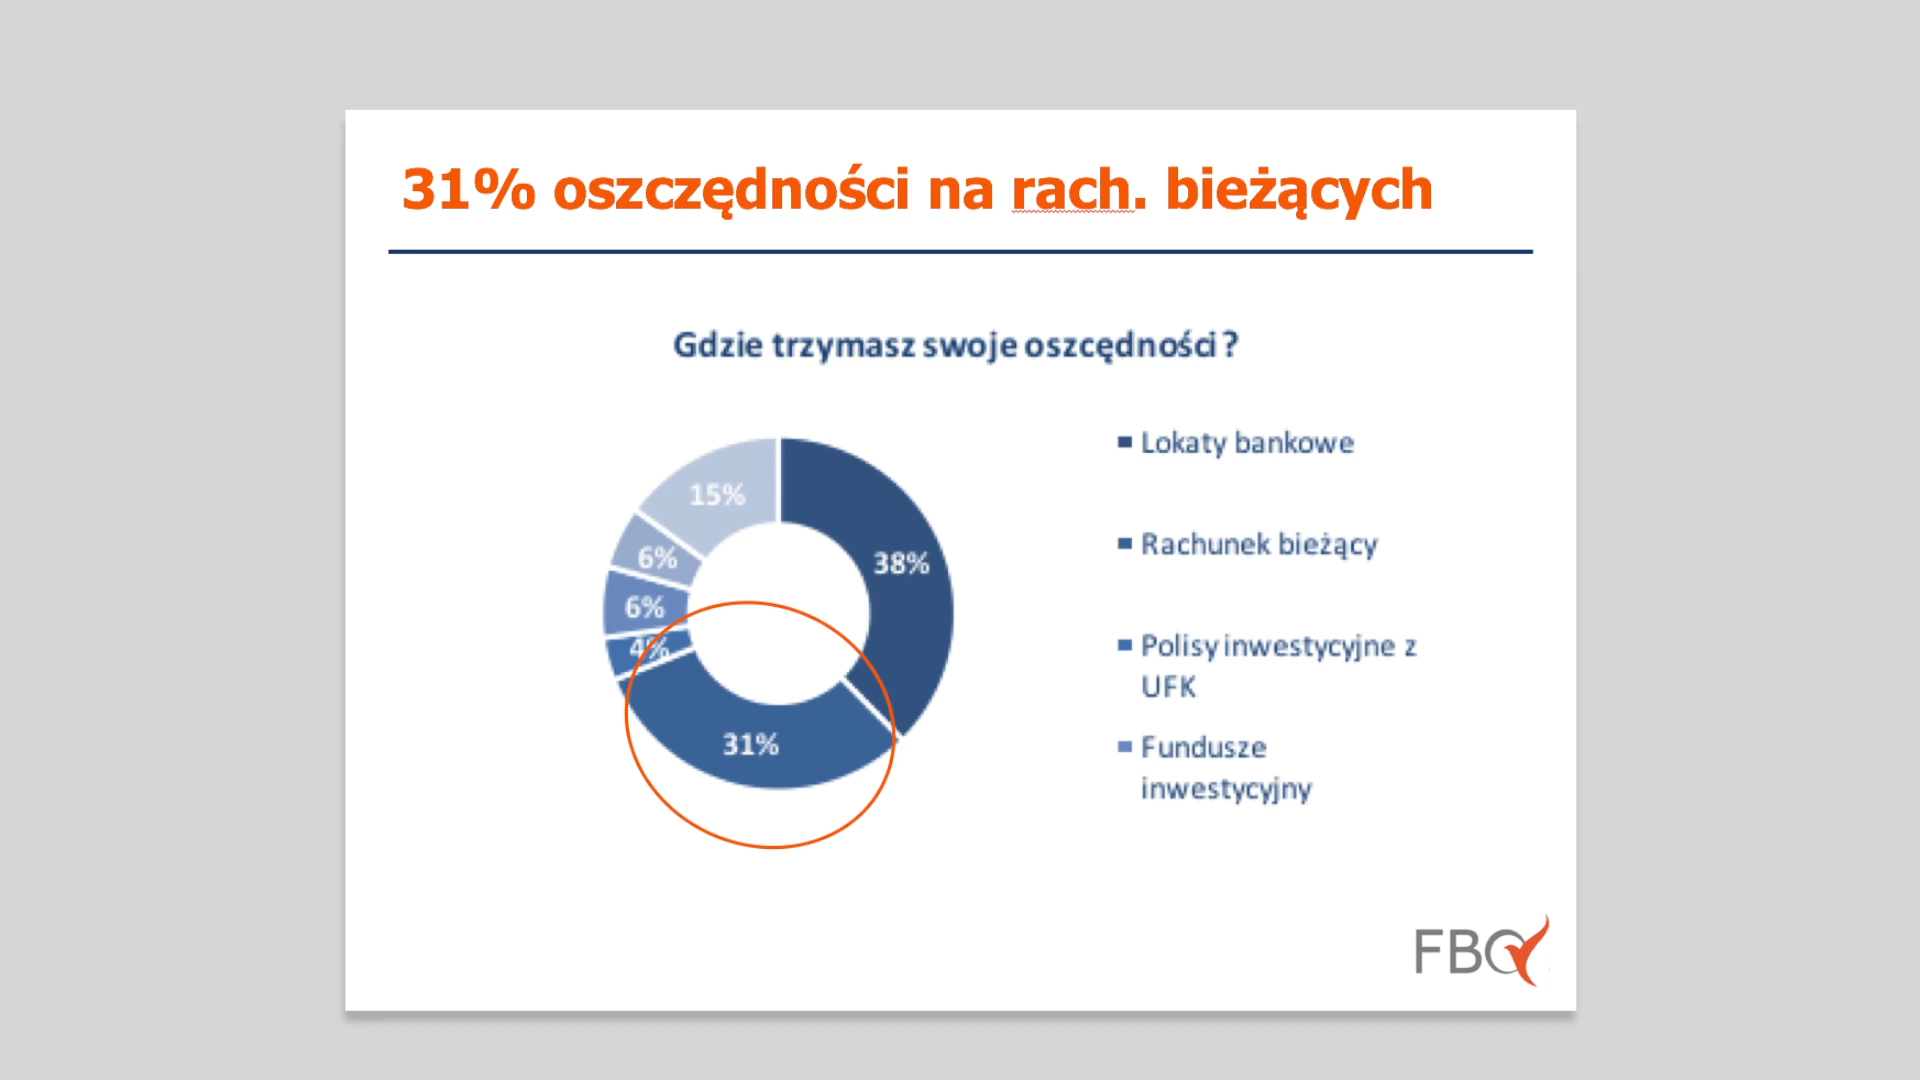 31% oszczędności na rach. bieżących
Gdzie trzymasz swoje oszcędności?
15%
38%
6%
6%
4%
31%
Lokaty bankowe
Rachunek bieżący
Polisy inwestycyjne z
UFK
Fundusze
inwestycyjny
FBO